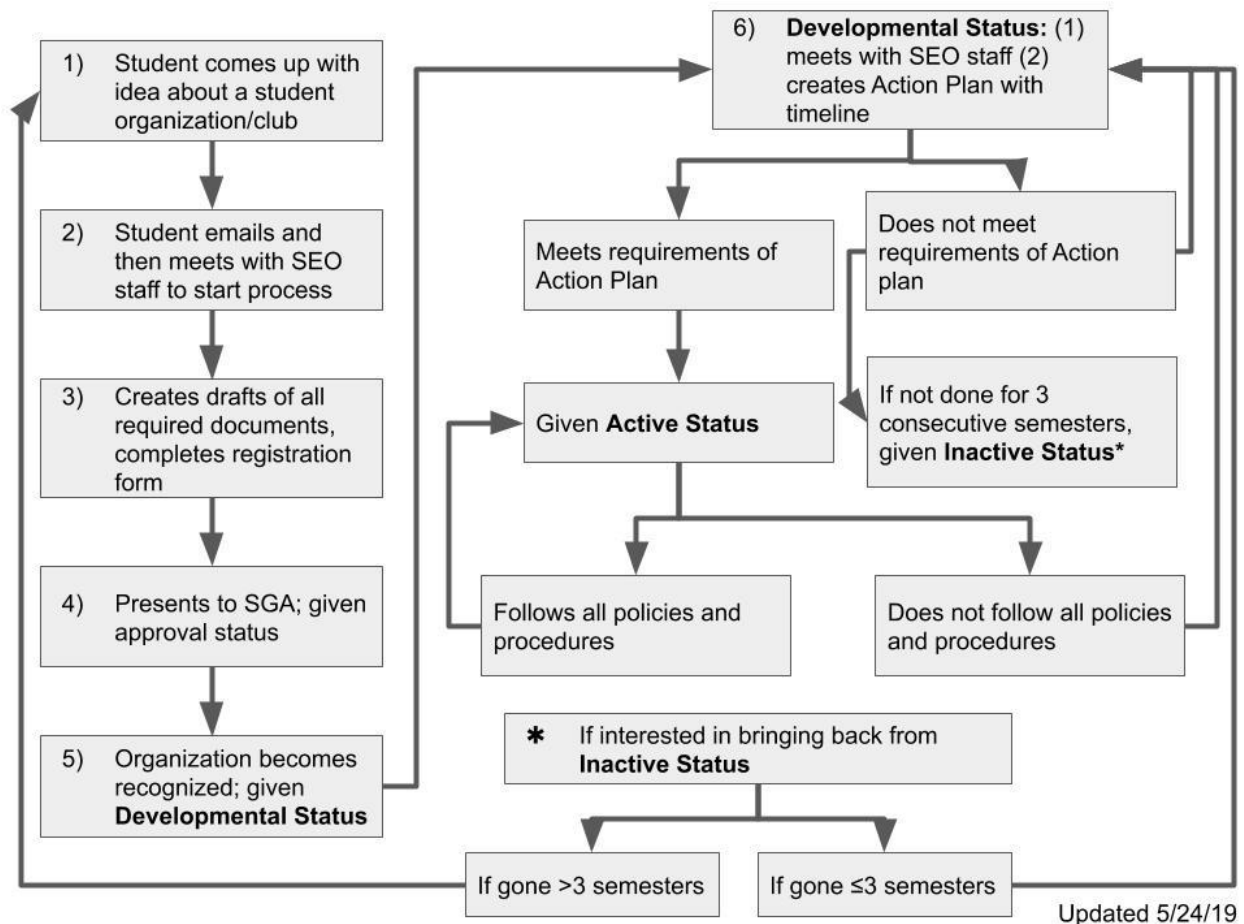 1) Student comes up with
idea about a student
organization/club
2) Student emails and
then meets with SEO
staff to start process
3) Creates drafts of all
required documents,
completes registration
form
4) Presents to SGA; given
approval status
5) Organization becomes
recognized; given
Developmental Status
6) Developmental Status: (1)
meets with SEO staff (2)
creates Action Plan with
timeline
Meets requirements of
Action Plan
Does not meet
requirements of Action
plan
Given Active Status
If not done for 3
consecutive semesters,
given Inactive Status*
Follows all policies and
procedures
Does not follow all policies
and procedures
* If interested in bringing back from
Inactive Status
If gone >3 semesters
If gone ≤3 semesters
Updated 5/24/19